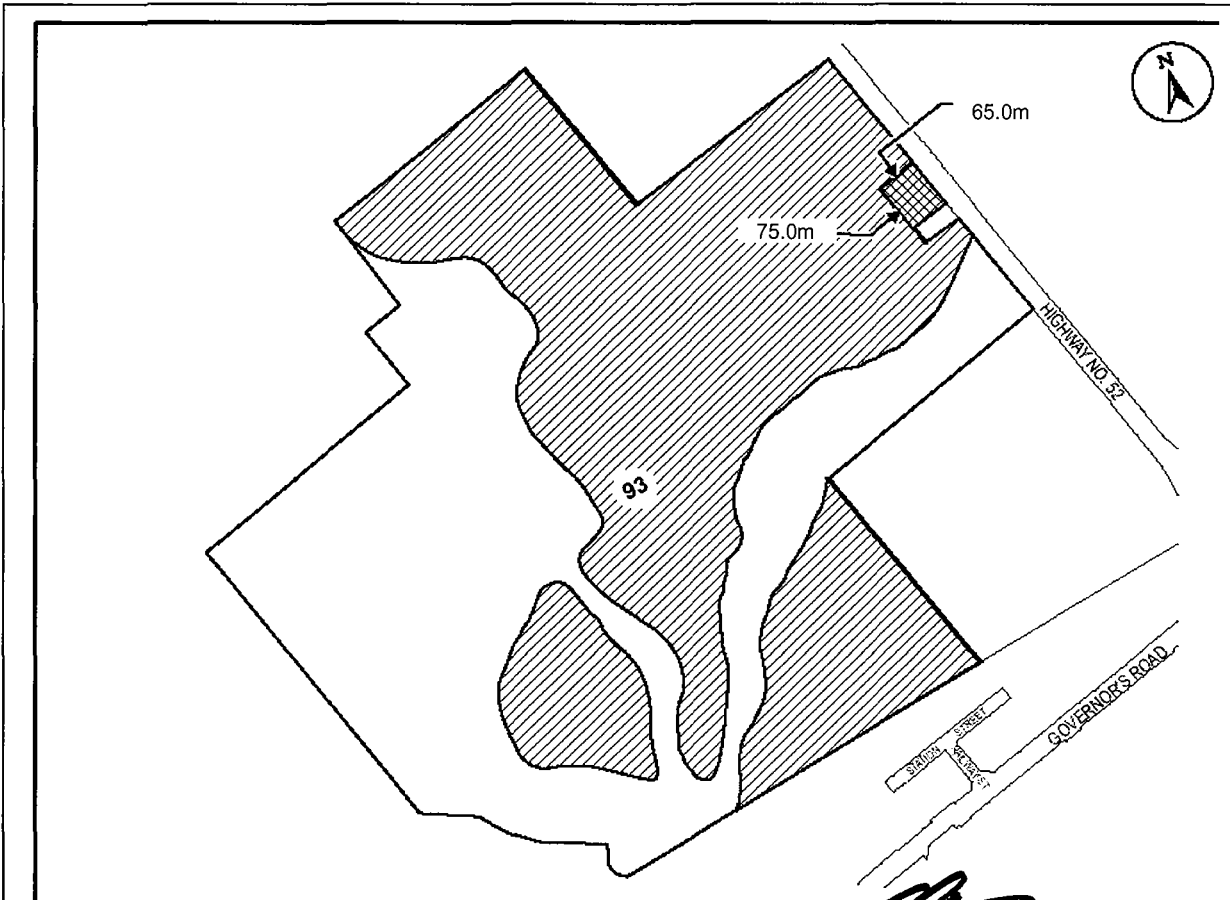 N
65.0m
75.0m
HIGHWAY NO. 52
93
GOVERNOR'S ROAD
STATION STREET